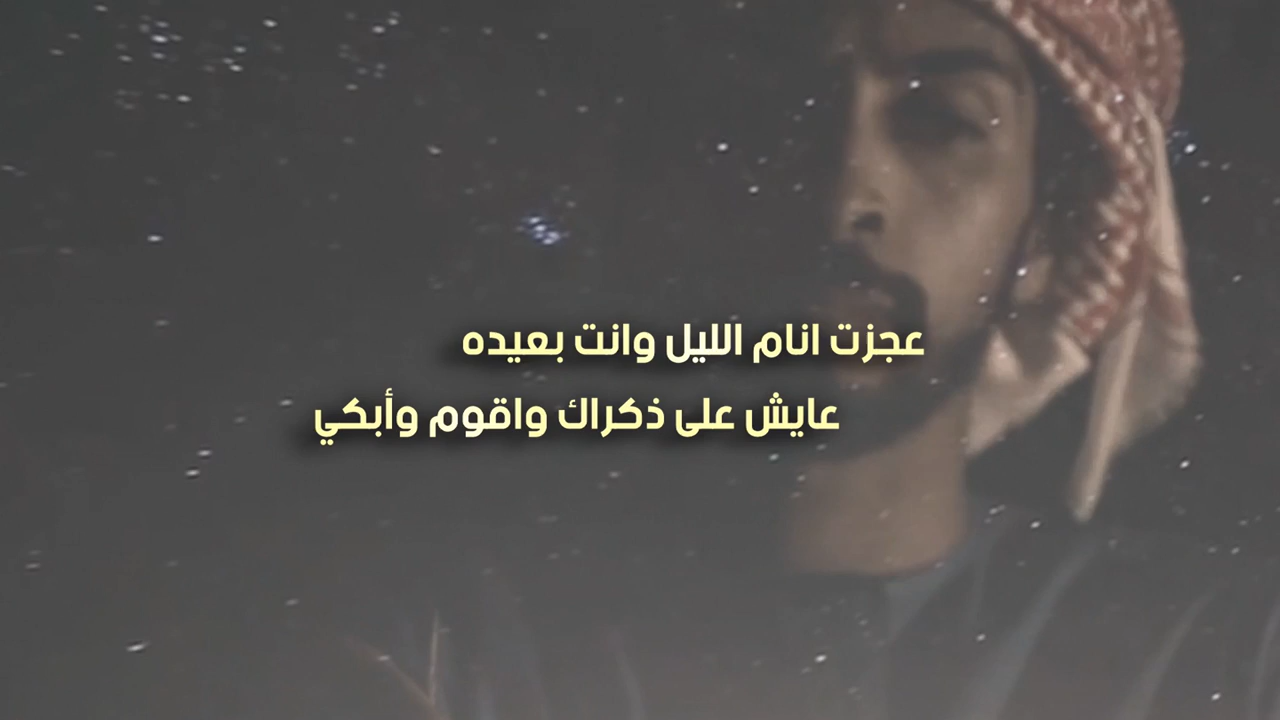 عجزت انام الليل وانت بعيده
عايش على ذكراك واقوم وأبكي